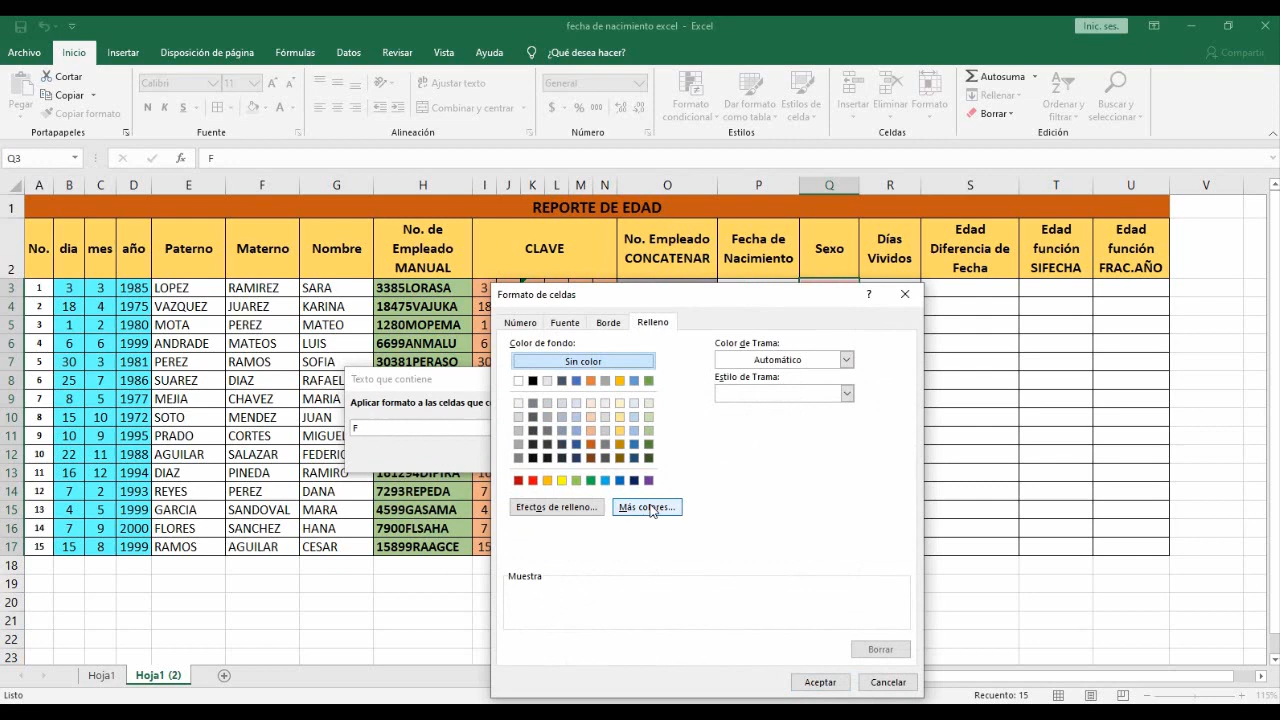 fecha de nacimiento excel - Excel
Inic. ses.
Archivo Inicio Insertar Disposición de página Fórmulas Datos Revisar Vista Ayuda ¿Qué desea hacer? Compartir
Pegar
Cortar
Copiar
Copiar formato
Calibri 11
N K S
Ajustar texto
Combinar y centrar
General
$ % 000
Formato condicional
Dar formato como tabla
Estilos de celda
Insertar Eliminar Formato
Autosuma
Rellenar
Borrar
Ordenar y filtrar
Buscar y seleccionar
Portapapeles Fuente Alineación Número Estilos Celdas Edición
Q3 fx F
A B C D E F G H I J K L M N O P Q R S T U V
1 REPORTE DE EDAD
2 No. dia mes año Paterno Materno Nombre No. de Empleado MANUAL CLAVE No. Empleado CONCATENAR Fecha de Nacimiento Sexo Días Vividos Edad Diferencia de Fecha Edad función SIFECHA Edad función FRAC.AÑO
3 1 3 3 1985 LOPEZ RAMIREZ SARA 3385LORASA 3
4 2 18 4 1975 VAZQUEZ JUAREZ KARINA 18475VAJUKA 18
5 3 1 2 1980 MOTA PEREZ MATEO 1280MOPEMA 1
6 4 6 6 1999 ANDRADE MATEOS LUIS 6699ANMALU 6
7 5 30 3 1981 PEREZ RAMOS SOFIA 30381PERASO 30
8 6 25 7 1986 SUAREZ DIAZ RAFAEL
9 7 8 5 1977 MEJIA CHAVEZ MARIA
10 8 15 10 1972 SOTO MENDEZ JUAN
11 9 10 9 1995 PRADO CORTES MIGUEL
12 10 22 11 1988 AGUILAR SALAZAR FEDERIC
13 11 16 12 1994 DIAZ PINEDA RAMIRO 161294DIPIRA
14 12 7 2 1993 REYES PEREZ DANA 7293REPEDA 7
15 13 4 5 1999 GARCIA SANDOVAL MARY 4599GASAMA 4
16 14 7 9 2000 FLORES SANCHEZ HANA 7900FLSAHA 7
17 15 15 8 1999 RAMOS AGUILAR CESAR 15899RAAGCE 15
18
19
20
21
22
23
Texto que contiene
Aplicar formato a las celdas que c
F
Formato de celdas ?
Número Fuente Borde Relleno
Color de fondo:
Sin color
Efectos de relleno... Más colores...
Color de Trama:
Automático
Estilo de Trama:
Muestra
Borrar
Aceptar Cancelar
Hoja1 Hoja1 (2)
Listo Recuento: 15 115%